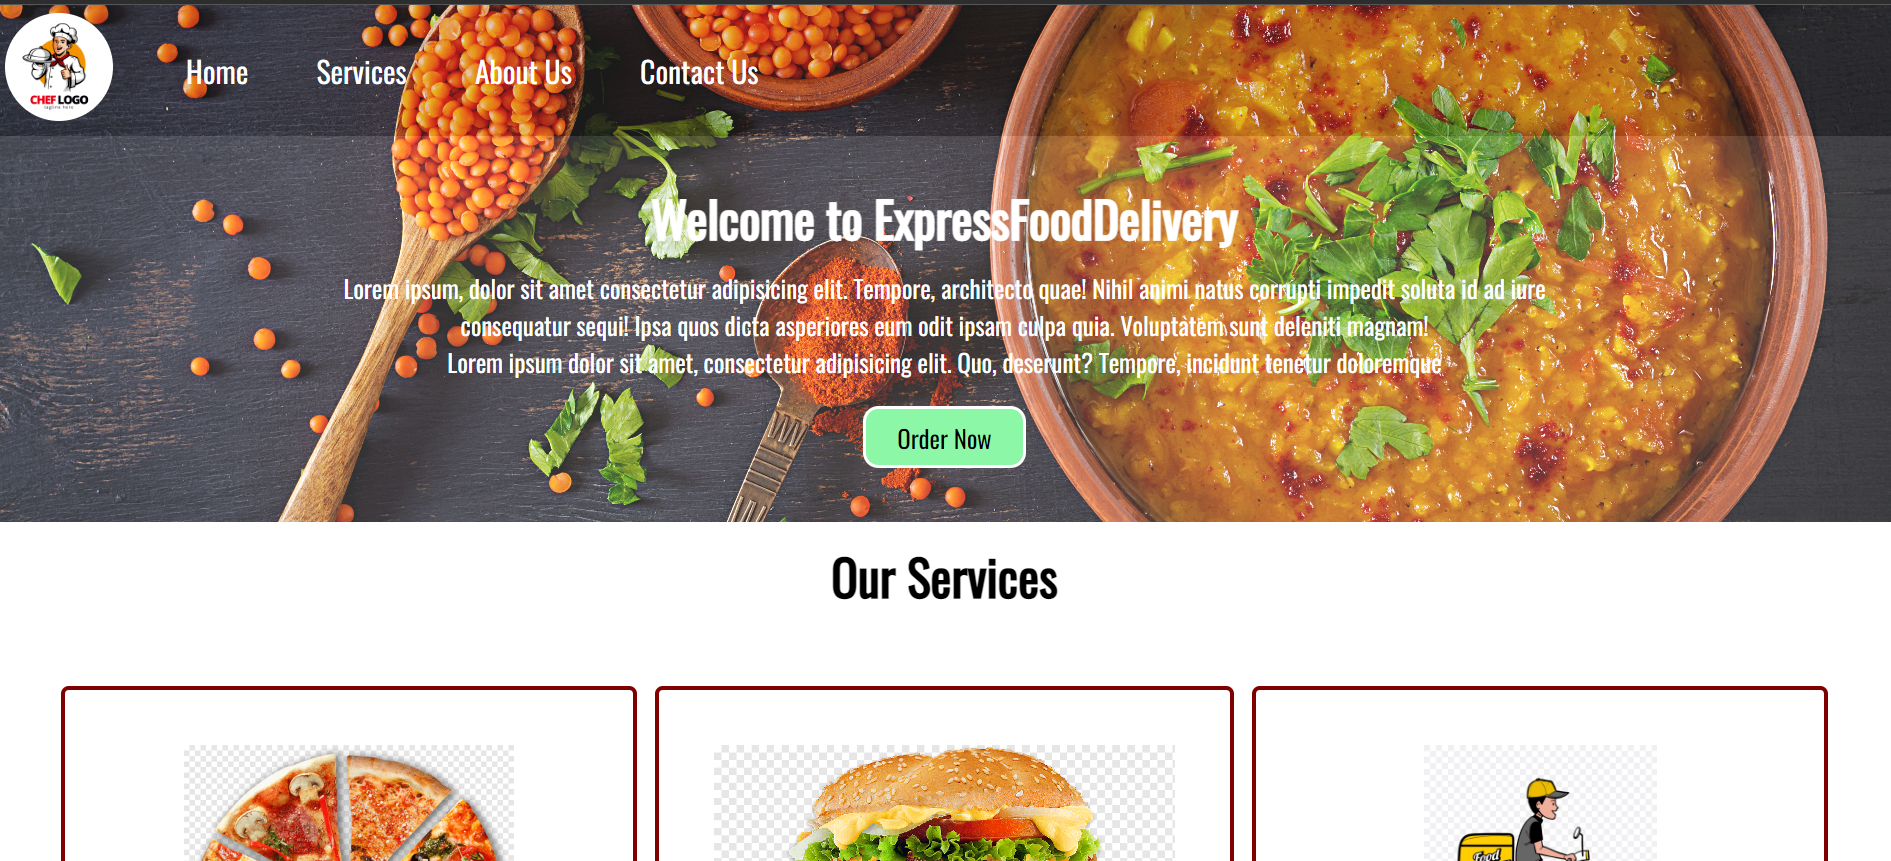 CHEF LOGO
tagline here
Home Services About Us Contact Us
Welcome to ExpressFoodDelivery
Lorem ipsum, dolor sit amet consectetur adipisicing elit. Tempore, architecto quae! Nihil animi natus corrupti impedit soluta id ad iure
consequatur sequi! Ipsa quos dicta asperiores eum odit ipsam culpa quia. Voluptatem sunt deleniti magnam!
Lorem ipsum dolor sit amet, consectetur adipisicing elit. Quo, deserunt? Tempore, incidunt tenetur doloremque
Order Now
Our Services
Food